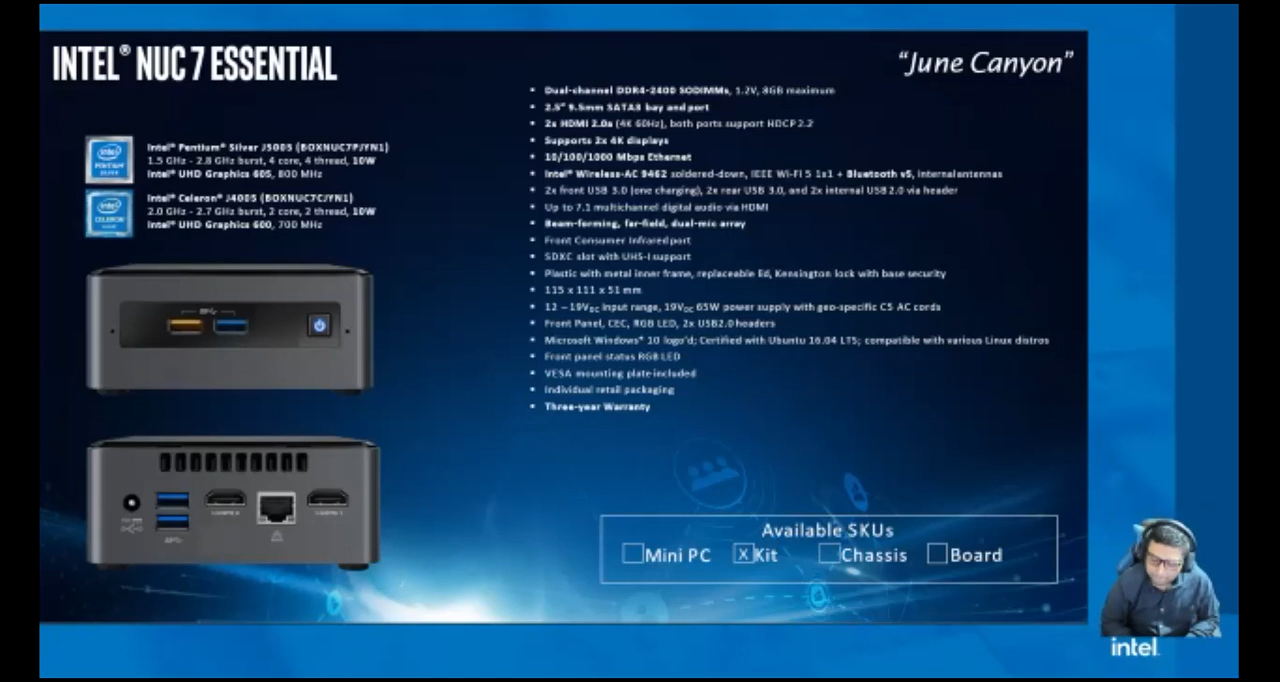 INTEL® NUC 7 ESSENTIAL
"June Canyon"
Intel® Pentium® Silver J5005 (BOXNUC7PJYN1)
1.5 GHz - 2.8 GHz burst, 4 core, 4 thread, 10W
Intel® UHD Graphics 605, 800 MHz
Intel® Celeron® J4005 (BOXNUC7CJYN1)
2.0 GHz - 2.7 GHz burst, 2 core, 2 thread, 10W
Intel® UHD Graphics 600, 700 MHz
▪ Dual-channel DDR4-2400 SODIMMs, 1.2V, 8GB maximum
▪ 2.5" 9.5mm SATA3 bay and port
▪ 2x HDMI 2.0a (4K 60Hz), both ports support HDCP 2.2
▪ Supports 2x 4K displays
▪ 10/100/1000 Mbps Ethernet
▪ Intel® Wireless-AC 9462 soldered-down, IEEE Wi-Fi 5 1x1 + Bluetooth v5, internal antennas
▪ 2x front USB 3.0 (one charging), 2x rear USB 3.0, and 2x internal USB 2.0 via header
▪ Up to 7.1 multichannel digital audio via HDMI
▪ Beam-forming, far-field, dual-mic array
▪ Front Consumer Infrared port
▪ SDXC slot with UHS-I support
▪ Plastic with metal inner frame, replaceable lid, Kensington lock with base security
▪ 115 x 111 x 51 mm
▪ 12 – 19VDC input range, 19VDC 65W power supply with geo-specific C5 AC cords
▪ Front Panel, CEC, RGB LED, 2x USB2.0 headers
▪ Microsoft Windows* 10 logo'd; Certified with Ubuntu 16.04 LTS; compatible with various Linux distros
▪ Front panel status RGB LED
▪ VESA mounting plate included
▪ Individual retail packaging
▪ Three-year Warranty
Available SKUs
Mini PC X Kit Chassis Board
intel.